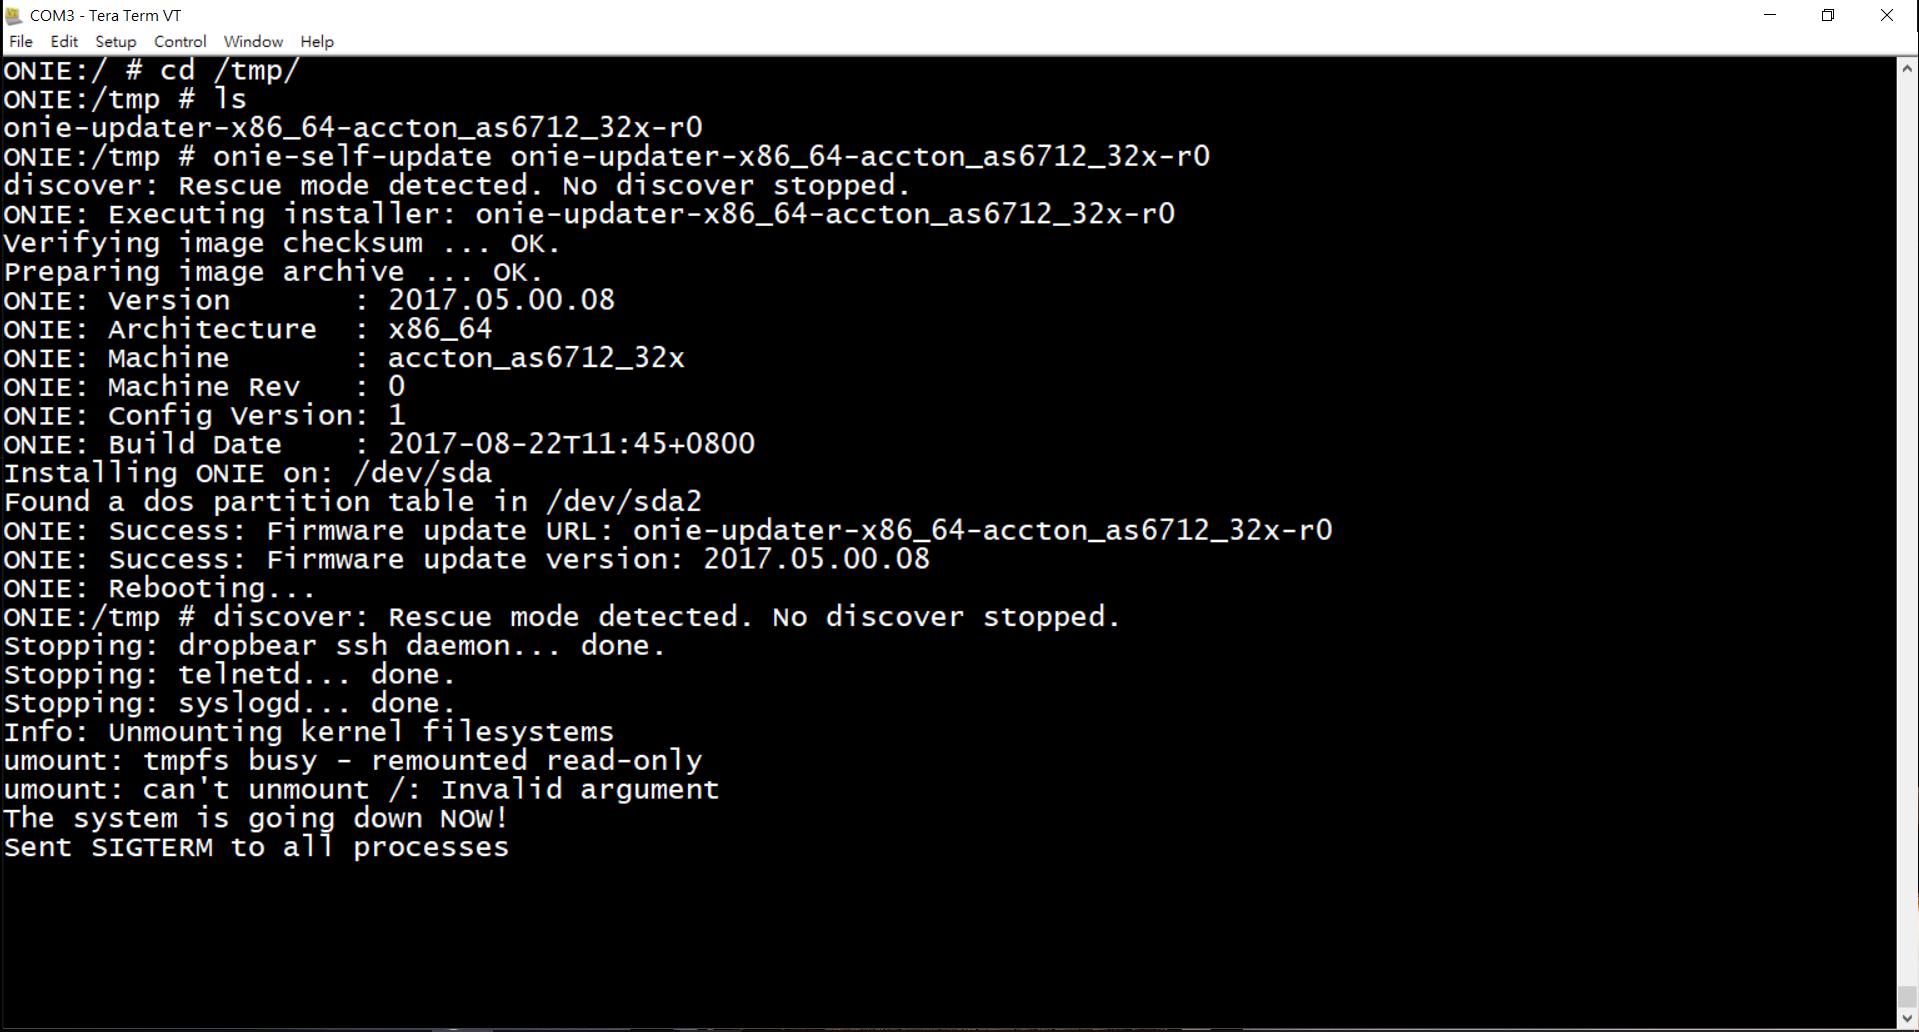 COM3 - Tera Term VT
File Edit Setup Control Window Help
ONIE:/ # cd /tmp/
ONIE:/tmp # ls
onie-updater-x86_64-accton_as6712_32x-r0
ONIE:/tmp # onie-self-update onie-updater-x86_64-accton_as6712_32x-r0
discover: Rescue mode detected. No discover stopped.
ONIE: Executing installer: onie-updater-x86_64-accton_as6712_32x-r0
Verifying image checksum ... OK.
Preparing image archive ... OK.
ONIE: Version       : 2017.05.00.08
ONIE: Architecture  : x86_64
ONIE: Machine       : accton_as6712_32x
ONIE: Machine Rev   : 0
ONIE: Config Version: 1
ONIE: Build Date    : 2017-08-22T11:45+0800
Installing ONIE on: /dev/sda
Found a dos partition table in /dev/sda2
ONIE: Success: Firmware update URL: onie-updater-x86_64-accton_as6712_32x-r0
ONIE: Success: Firmware update version: 2017.05.00.08
ONIE: Rebooting...
ONIE:/tmp # discover: Rescue mode detected. No discover stopped.
Stopping: dropbear ssh daemon... done.
Stopping: telnetd... done.
Stopping: syslogd... done.
Info: Unmounting kernel filesystems
umount: tmpfs busy - remounted read-only
umount: can't unmount /: Invalid argument
The system is going down NOW!
Sent SIGTERM to all processes